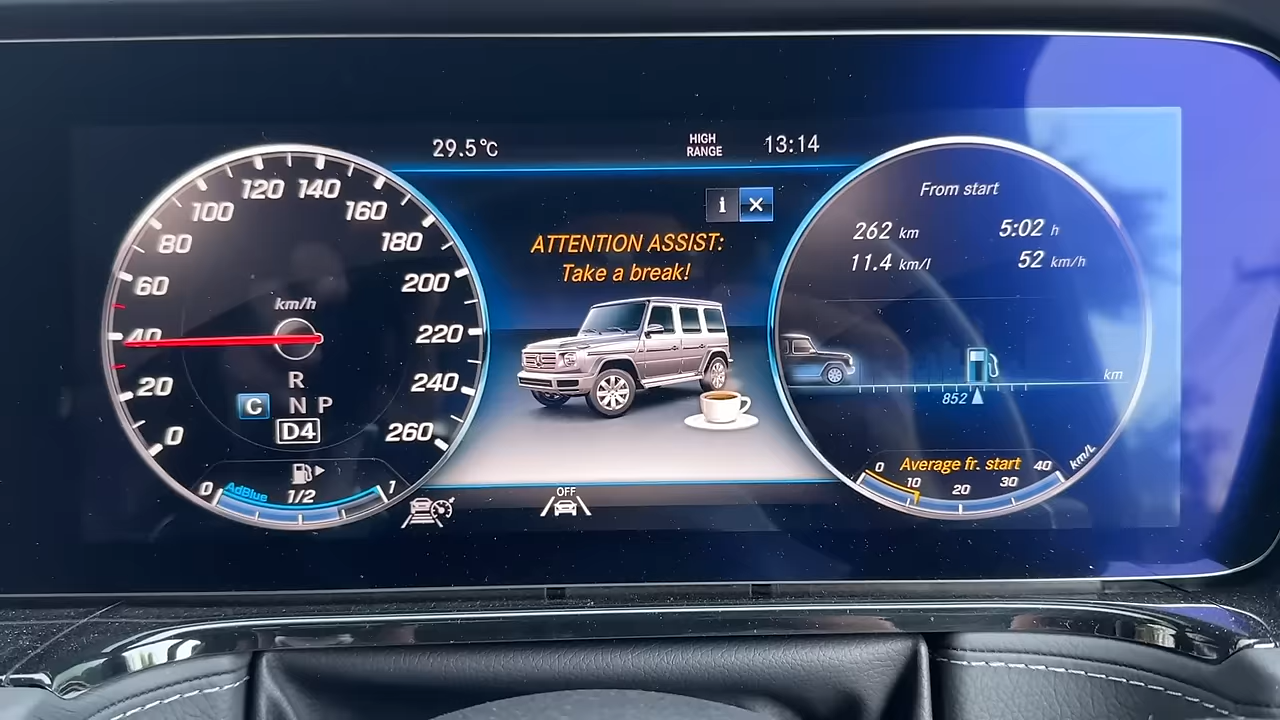 29.5°C
HIGH
RANGE
13:14
i
ATTENTION ASSIST:
Take a break!
0
20
40
60
80
100
120
140
160
180
200
220
240
260
km/h
R
C
N P
D4
0
AdBlue
1/2
1
OFF
From start
262 km
5:02 h
11.4 km/l
52 km/h
km
852
Average fr. start
0
10
20
30
40
km/L